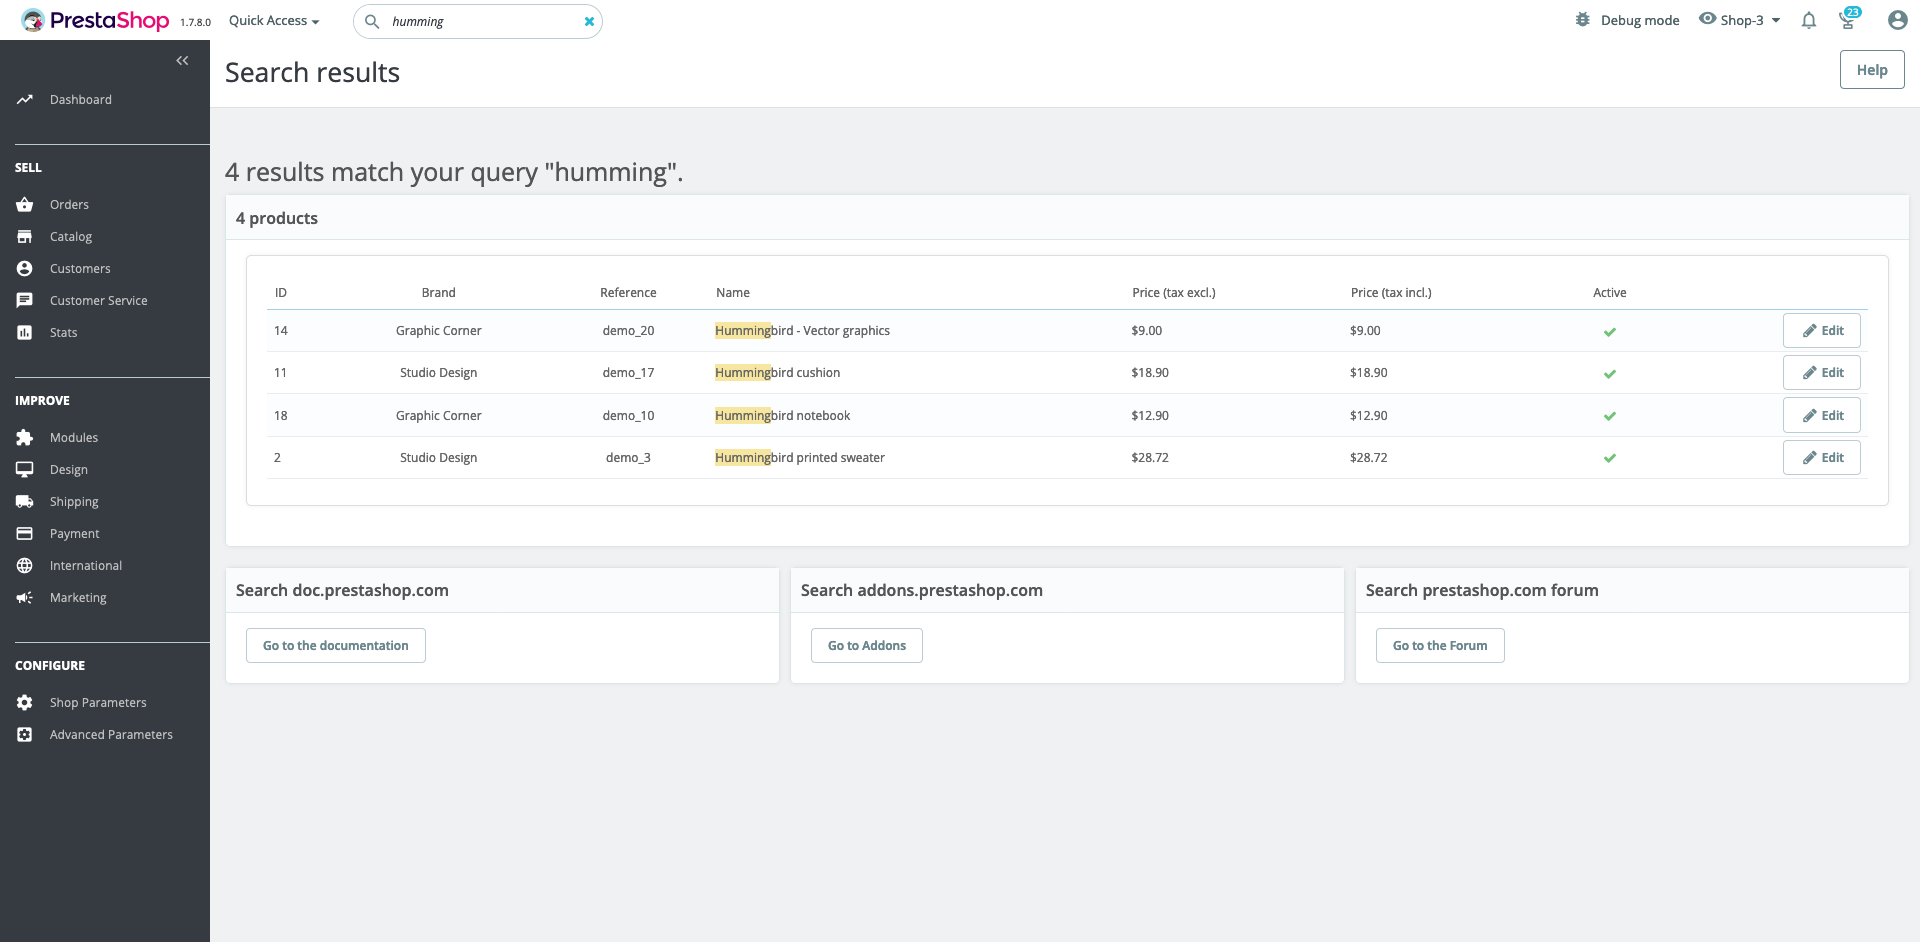 PrestaShop 1.7.8.0 Quick Access humming Debug mode Shop-3 23
Search results Help
Dashboard
SELL
Orders
Catalog
Customers
Customer Service
Stats
IMPROVE
Modules
Design
Shipping
Payment
International
Marketing
CONFIGURE
Shop Parameters
Advanced Parameters
4 results match your query "humming".
4 products
ID Brand Reference Name Price (tax excl.) Price (tax incl.) Active
14 Graphic Corner demo_20 Hummingbird - Vector graphics $9.00 $9.00 Edit
11 Studio Design demo_17 Hummingbird cushion $18.90 $18.90 Edit
18 Graphic Corner demo_10 Hummingbird notebook $12.90 $12.90 Edit
2 Studio Design demo_3 Hummingbird printed sweater $28.72 $28.72 Edit
Search doc.prestashop.com
Go to the documentation
Search addons.prestashop.com
Go to Addons
Search prestashop.com forum
Go to the Forum